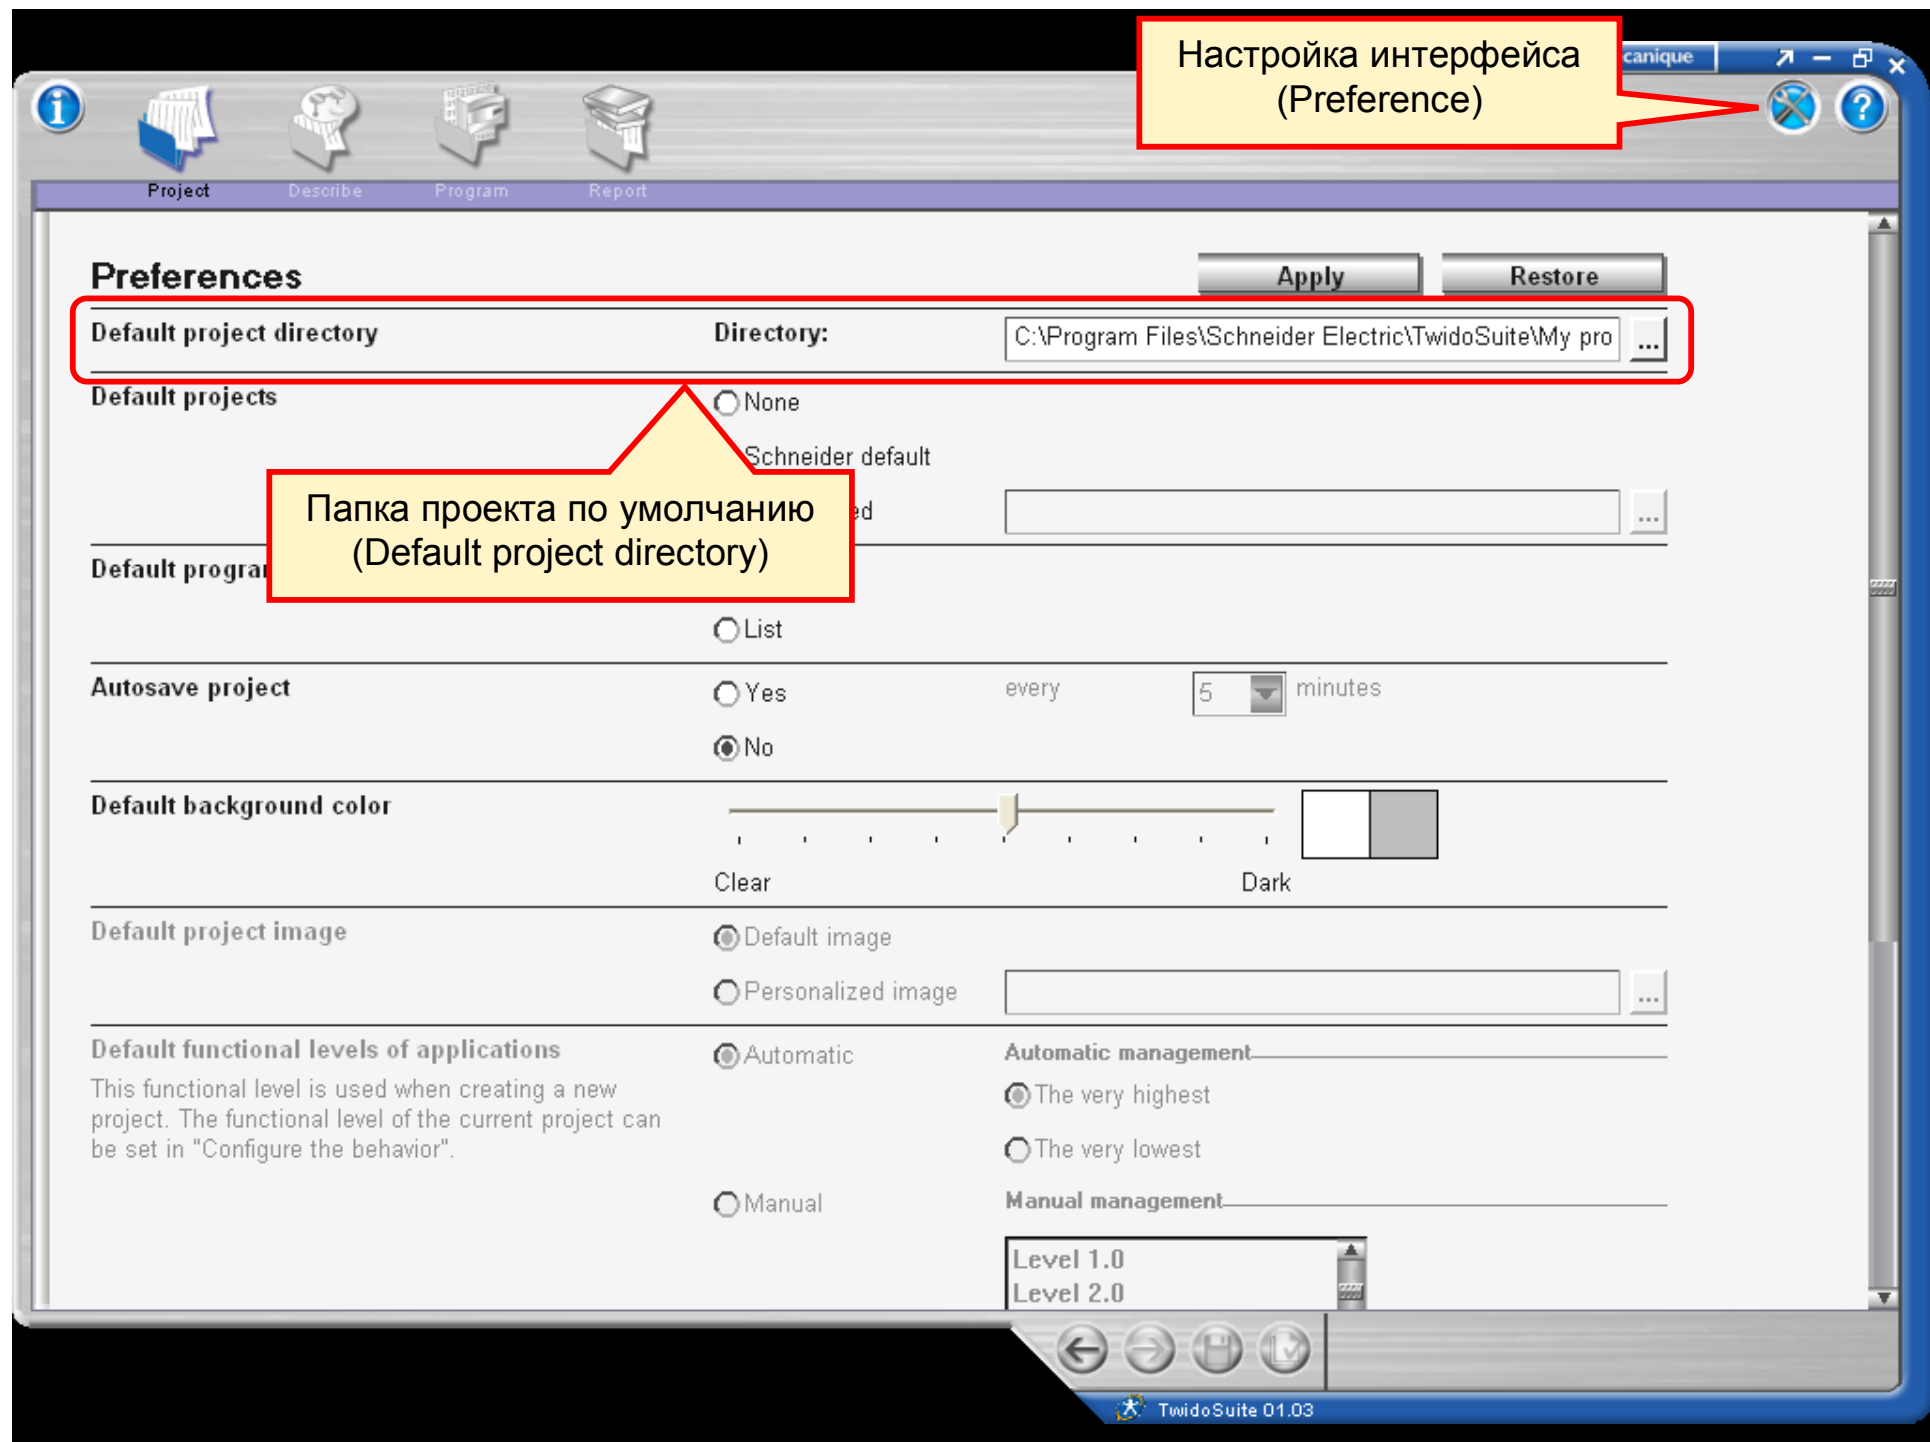 Настройка интерфейса
(Preference)
canique
Project
Describe
Program
Report
Preferences
Apply
Restore
Default project directory
Directory:
C:\Program Files\Schneider Electric\TwidoSuite\My pro
...
Default projects
None
Schneider default
Папка проекта по умолчанию
(Default project directory)
ed
...
Default progra
List
Autosave project
Yes
every
5
minutes
No
Default background color
Clear
Dark
Default project image
Default image
Personalized image
...
Default functional levels of applications
Automatic
Automatic management
This functional level is used when creating a new
project. The functional level of the current project can
be set in "Configure the behavior".
The very highest
The very lowest
Manual
Manual management
Level 1.0
Level 2.0
TwidoSuite 01.03